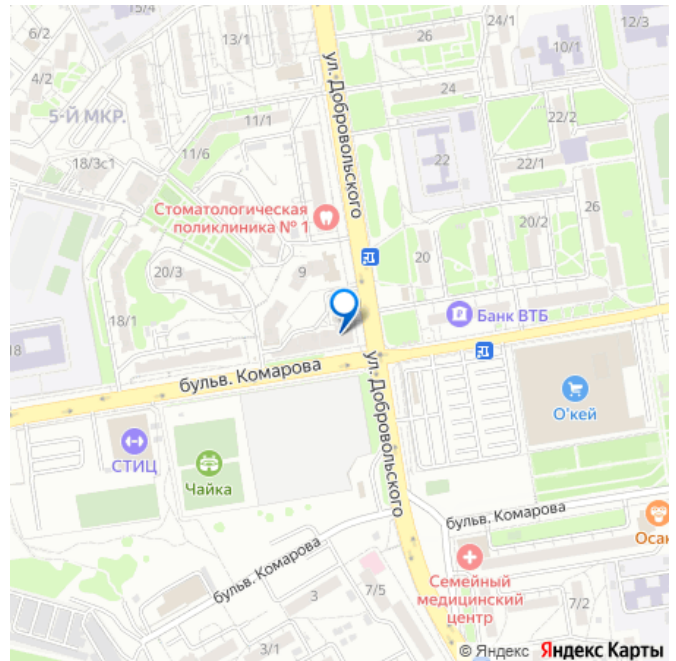 6/2
15/4
13/1
26
24/1
12/3
10/1
4/2
24
5-Й МКР.
11/1
22/2
ул. Добровольского
11/6
22
22/1
18/3с1
Стоматологическая
поликлиника № 1
26
20/2
20/3
9
20
18/1
Банк ВТБ
18
бульв. Комарова
О'кей
ул. Добровольского
СТИЦ
Чайка
бульв. Комарова
Осак
бульв. Комарова
Семейный
медицинский
центр
3
7/5
7/2
3/1
© Яндекс Яндекс Карты